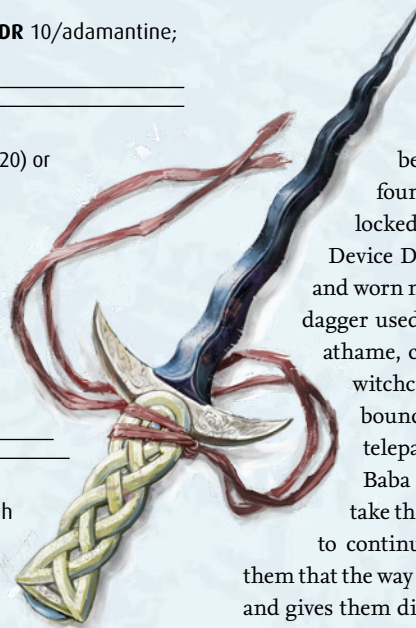 DR 10/adamantine;
20) or
h
be
four
locked
Device D
and worn r
dagger used
athame, c
witchc
bound
telepa
Baba
take th
to continu
them that the way
and gives them di